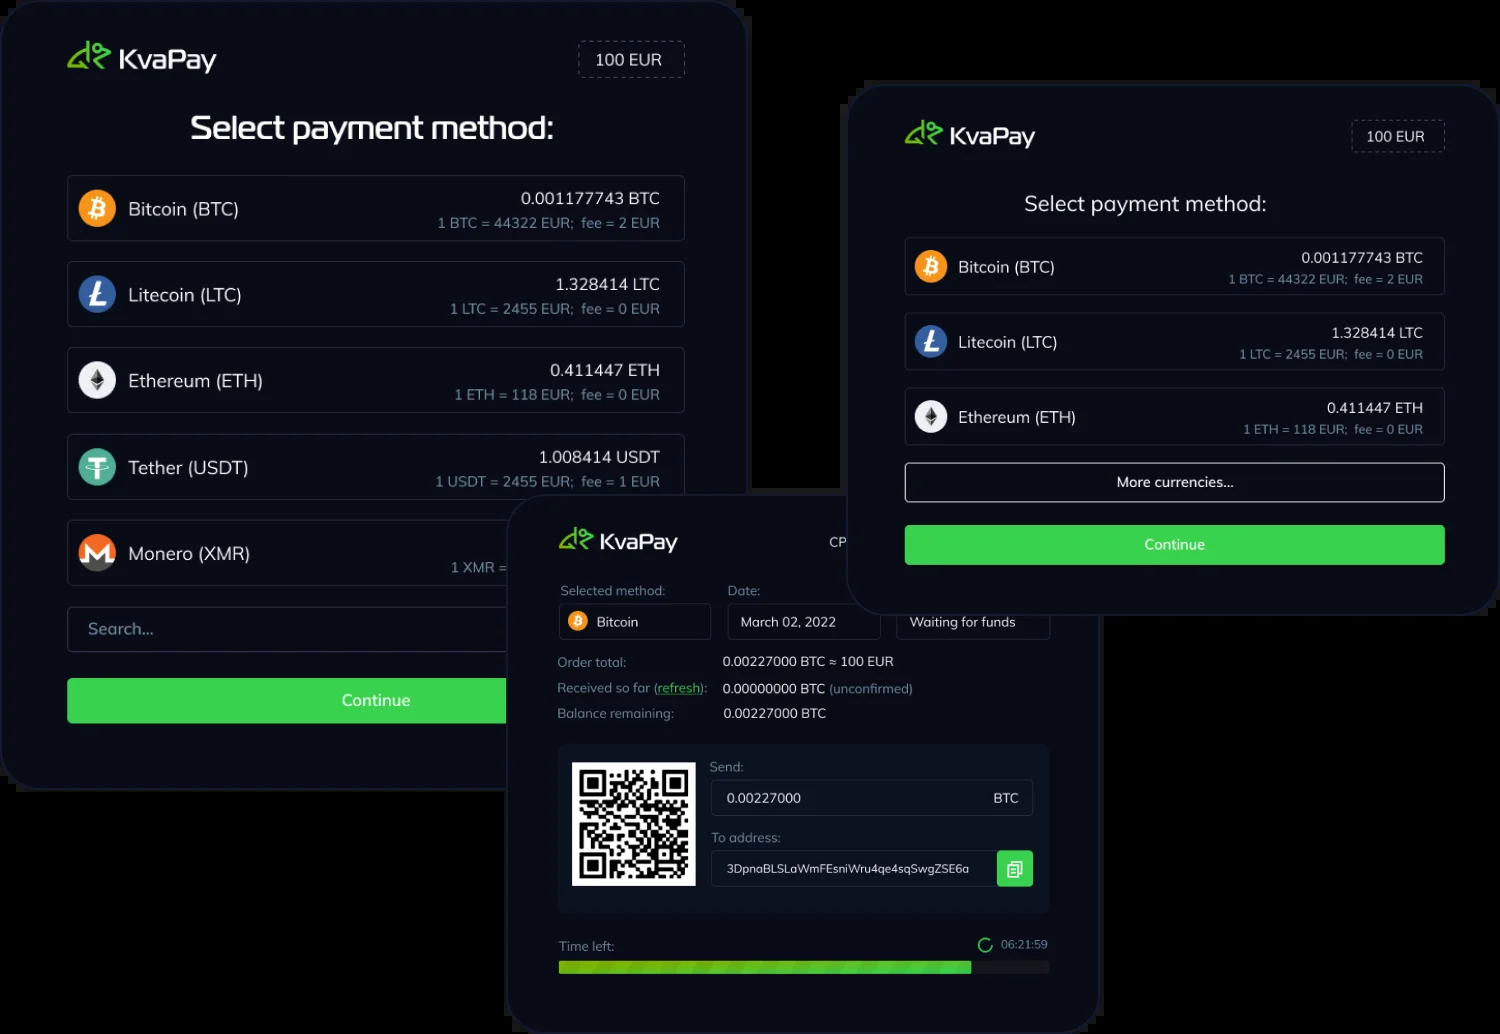 KvaPay
100 EUR
Select payment method:
Bitcoin (BTC)
0.001177743 BTC
1 BTC = 44322 EUR; fee = 2 EUR
Litecoin (LTC)
1.328414 LTC
1 LTC = 2455 EUR; fee = 0 EUR
Ethereum (ETH)
0.411447 ETH
1 ETH = 118 EUR; fee = 0 EUR
Tether (USDT)
1.008414 USDT
1 USDT = 2455 EUR; fee = 1 EUR
Monero (XMR)
1 XMR =
Search...
Continue
KvaPay
100 EUR
Select payment method:
Bitcoin (BTC)
0.001177743 BTC
1 BTC = 44322 EUR; fee = 2 EUR
Litecoin (LTC)
1.328414 LTC
1 LTC = 2455 EUR; fee = 0 EUR
Ethereum (ETH)
0.411447 ETH
1 ETH = 118 EUR; fee = 0 EUR
More currencies...
Continue
KvaPay
CP
Selected method:
Date:
Bitcoin
March 02, 2022
Waiting for funds
Order total: 0.00227000 BTC ≈ 100 EUR
Received so far (refresh): 0.00000000 BTC (unconfirmed)
Balance remaining: 0.00227000 BTC
Send:
0.00227000 BTC
To address:
3DpnaBLSLaWmFEsniWru4qe4sqSwgZSE6a
Time left: 06:21:59